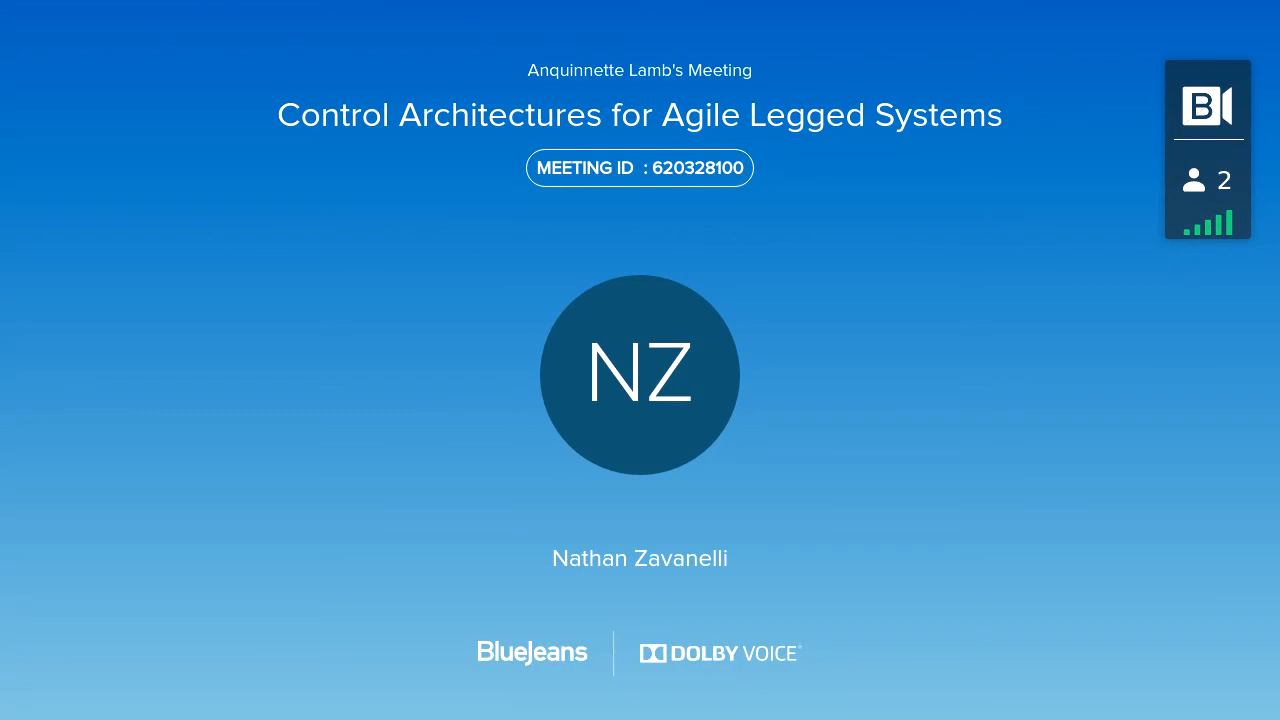 Anquinnette Lamb's Meeting
Control Architectures for Agile Legged Systems
MEETING ID : 620328100
B
2
NZ
Nathan Zavanelli
BlueJeans
DOLBY VOICE